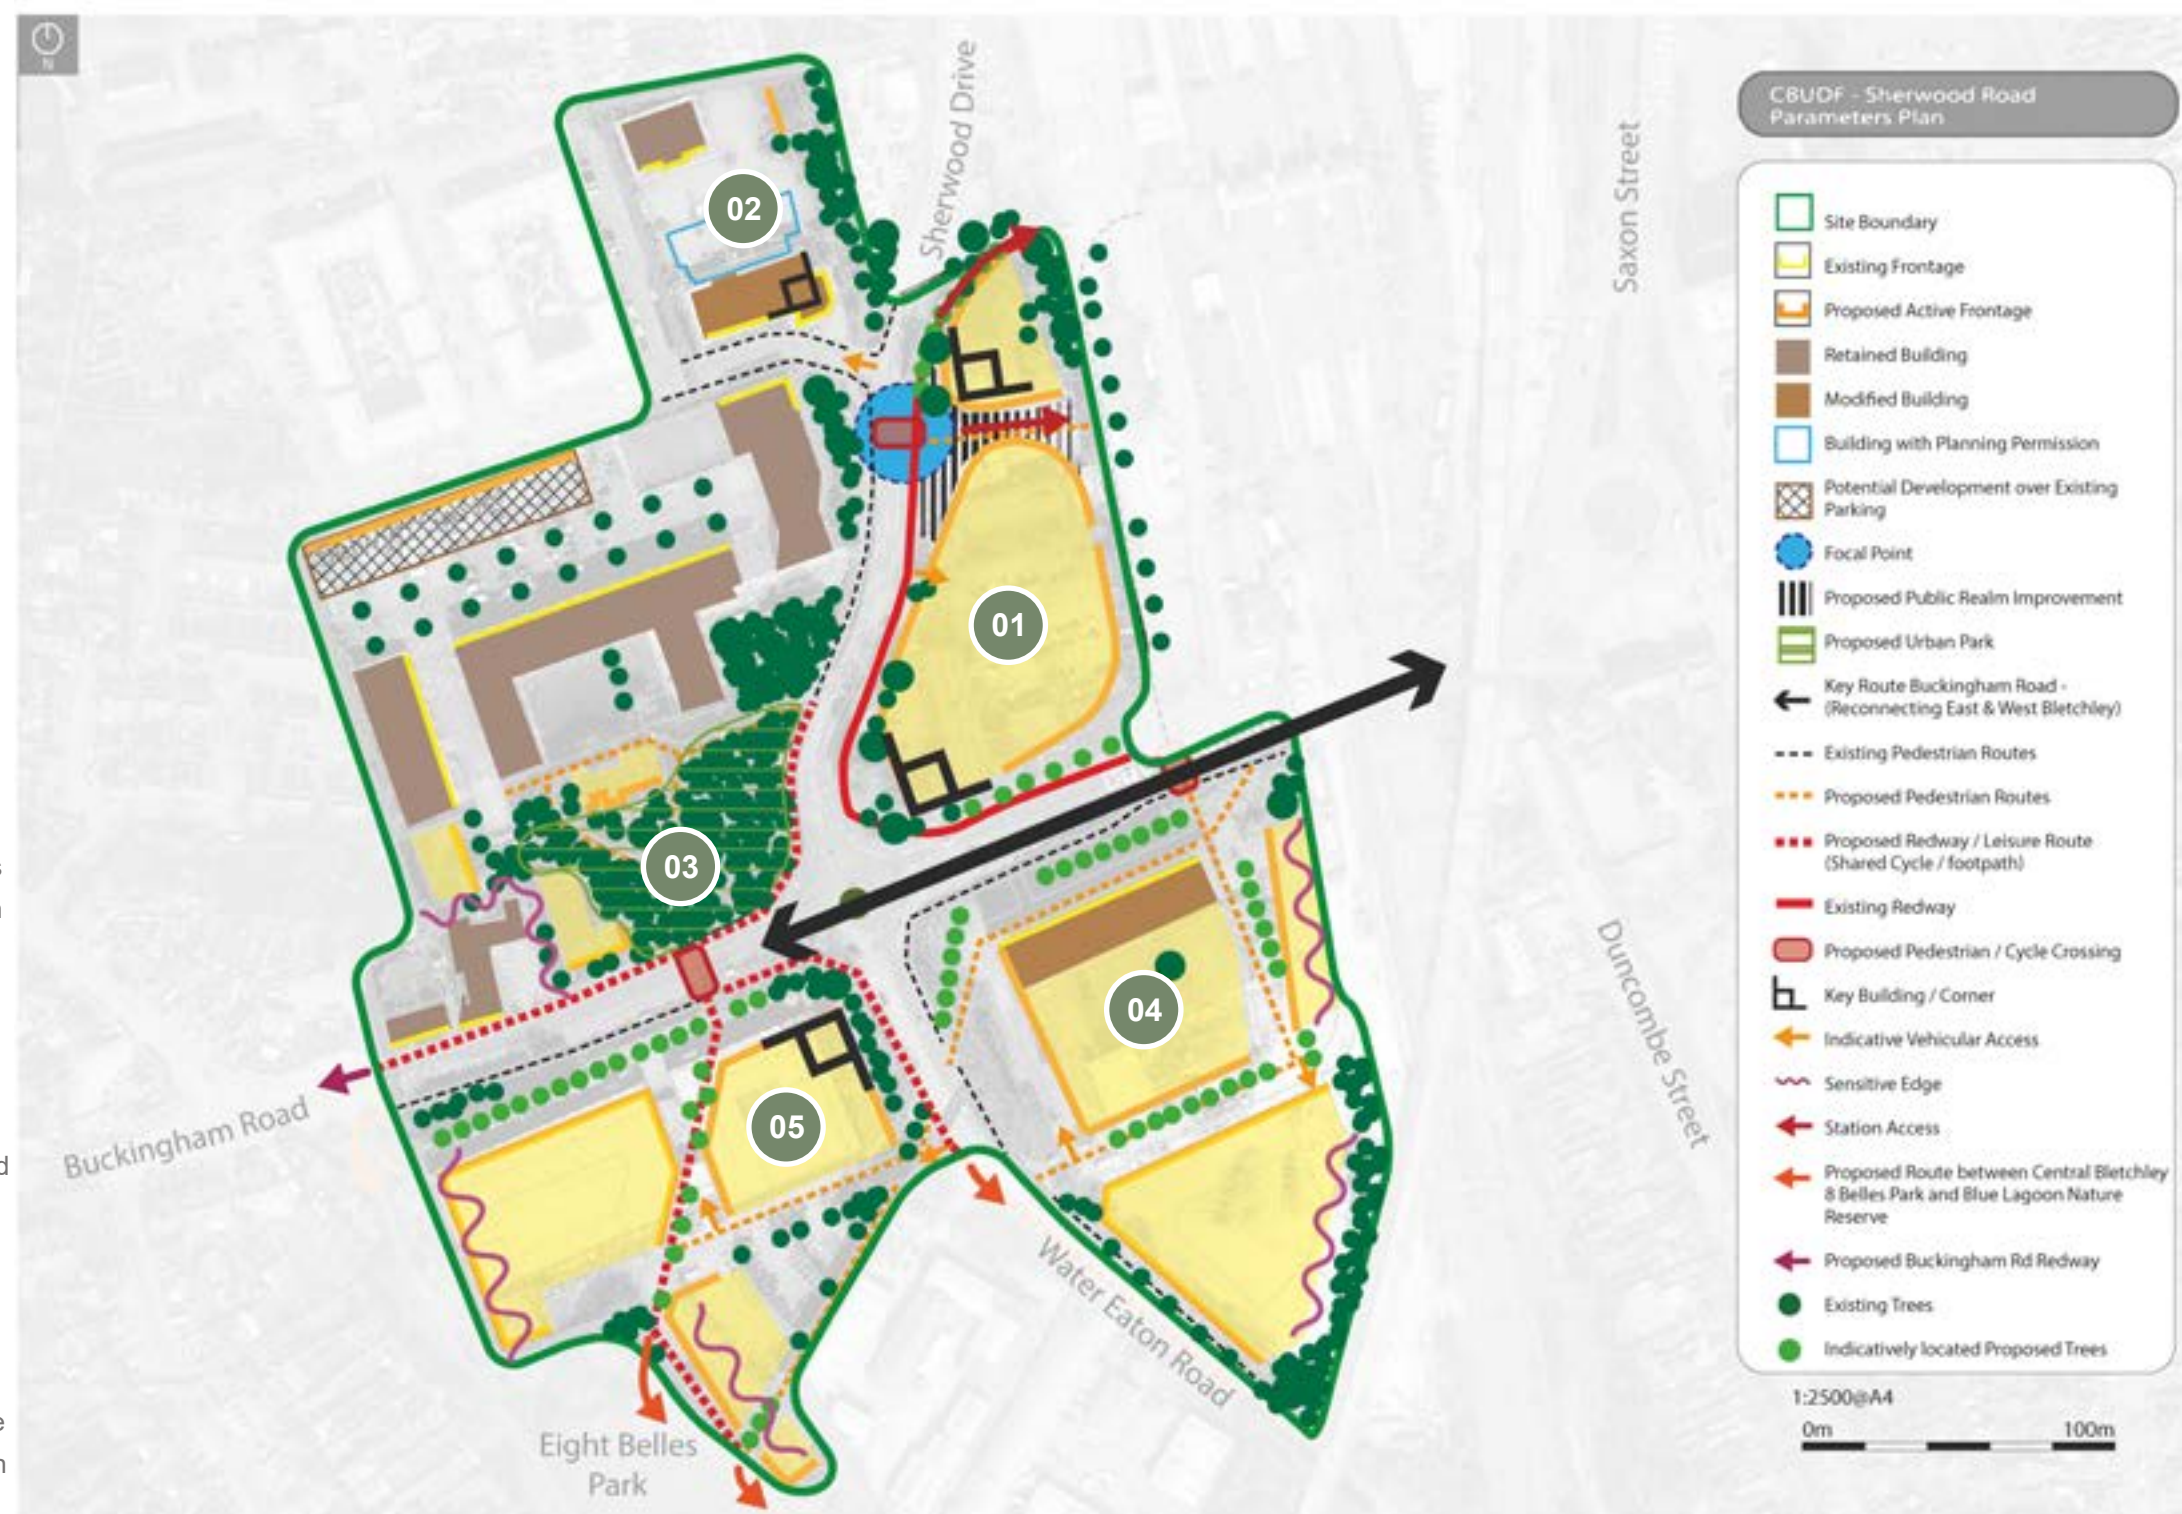 N
Sherwood Drive
Saxon Street
02
01
03
04
05
Buckingham Road
Duncombe Street
Water Eaton Road
Eight Belles
Park
s
d
e
CBUDF - Sherwood Road
Parameters Plan
Site Boundary
Existing Frontage
Proposed Active Frontage
Retained Building
Modified Building
Building with Planning Permission
Potential Development over Existing
Parking
Focal Point
Proposed Public Realm Improvement
Proposed Urban Park
Key Route Buckingham Road -
(Reconnecting East & West Bletchley)
Existing Pedestrian Routes
Proposed Pedestrian Routes
Proposed Redway / Leisure Route
(Shared Cycle / footpath)
Existing Redway
Proposed Pedestrian / Cycle Crossing
Key Building / Corner
Indicative Vehicular Access
Sensitive Edge
Station Access
Proposed Route between Central Bletchley
8 Belles Park and Blue Lagoon Nature
Reserve
Proposed Buckingham Rd Redway
Existing Trees
Indicatively located Proposed Trees
1:2500@A4
0m 100m